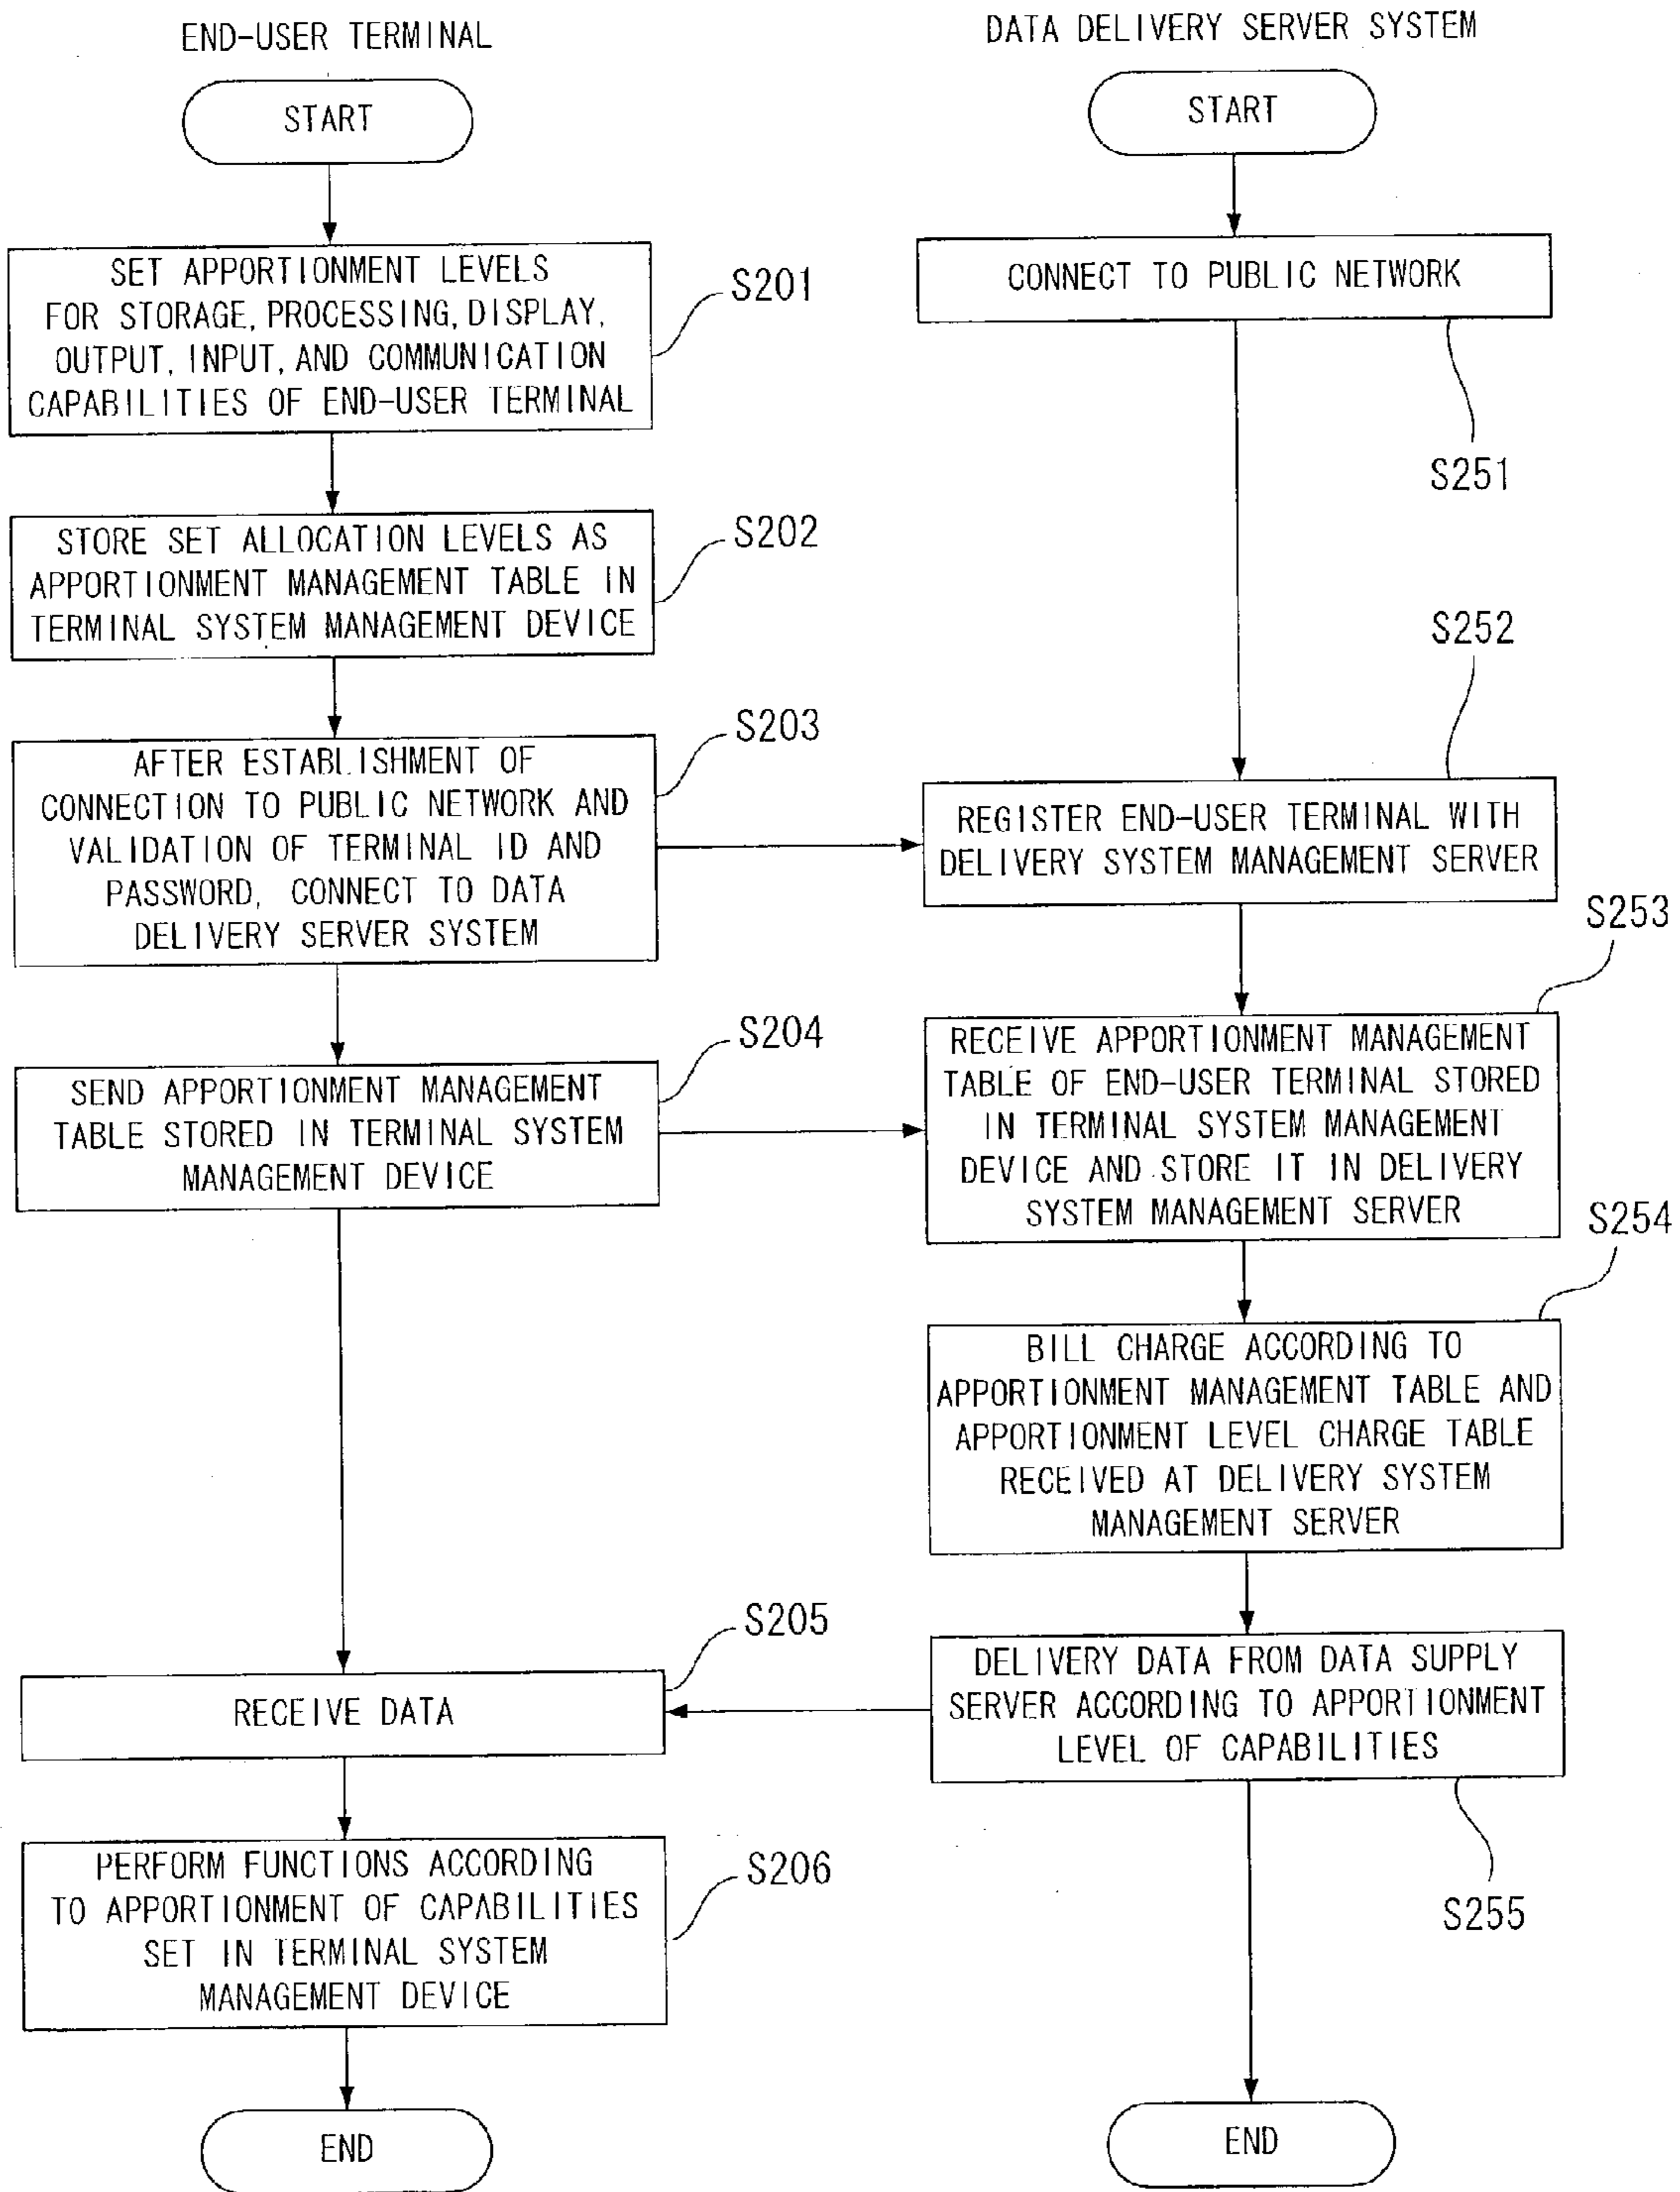 END-USER TERMINAL
START
SET APPORTIONMENT LEVELS
FOR STORAGE, PROCESSING, DISPLAY,
OUTPUT, INPUT, AND COMMUNICATION
CAPABILITIES OF END-USER TERMINAL
S201
STORE SET ALLOCATION LEVELS AS
APPORTIONMENT MANAGEMENT TABLE IN
TERMINAL SYSTEM MANAGEMENT DEVICE
S202
AFTER ESTABLISHMENT OF
CONNECTION TO PUBLIC NETWORK AND
VALIDATION OF TERMINAL ID AND
PASSWORD, CONNECT TO DATA
DELIVERY SERVER SYSTEM
S203
SEND APPORTIONMENT MANAGEMENT
TABLE STORED IN TERMINAL SYSTEM
MANAGEMENT DEVICE
S204
RECEIVE DATA
S205
PERFORM FUNCTIONS ACCORDING
TO APPORTIONMENT OF CAPABILITIES
SET IN TERMINAL SYSTEM
MANAGEMENT DEVICE
S206
END
DATA DELIVERY SERVER SYSTEM
START
CONNECT TO PUBLIC NETWORK
S251
S252
REGISTER END-USER TERMINAL WITH
DELIVERY SYSTEM MANAGEMENT SERVER
S253
RECEIVE APPORTIONMENT MANAGEMENT
TABLE OF END-USER TERMINAL STORED
IN TERMINAL SYSTEM MANAGEMENT
DEVICE AND STORE IT IN DELIVERY
SYSTEM MANAGEMENT SERVER
S254
BILL CHARGE ACCORDING TO
APPORTIONMENT MANAGEMENT TABLE AND
APPORTIONMENT LEVEL CHARGE TABLE
RECEIVED AT DELIVERY SYSTEM
MANAGEMENT SERVER
DELIVERY DATA FROM DATA SUPPLY
SERVER ACCORDING TO APPORTIONMENT
LEVEL OF CAPABILITIES
S255
END